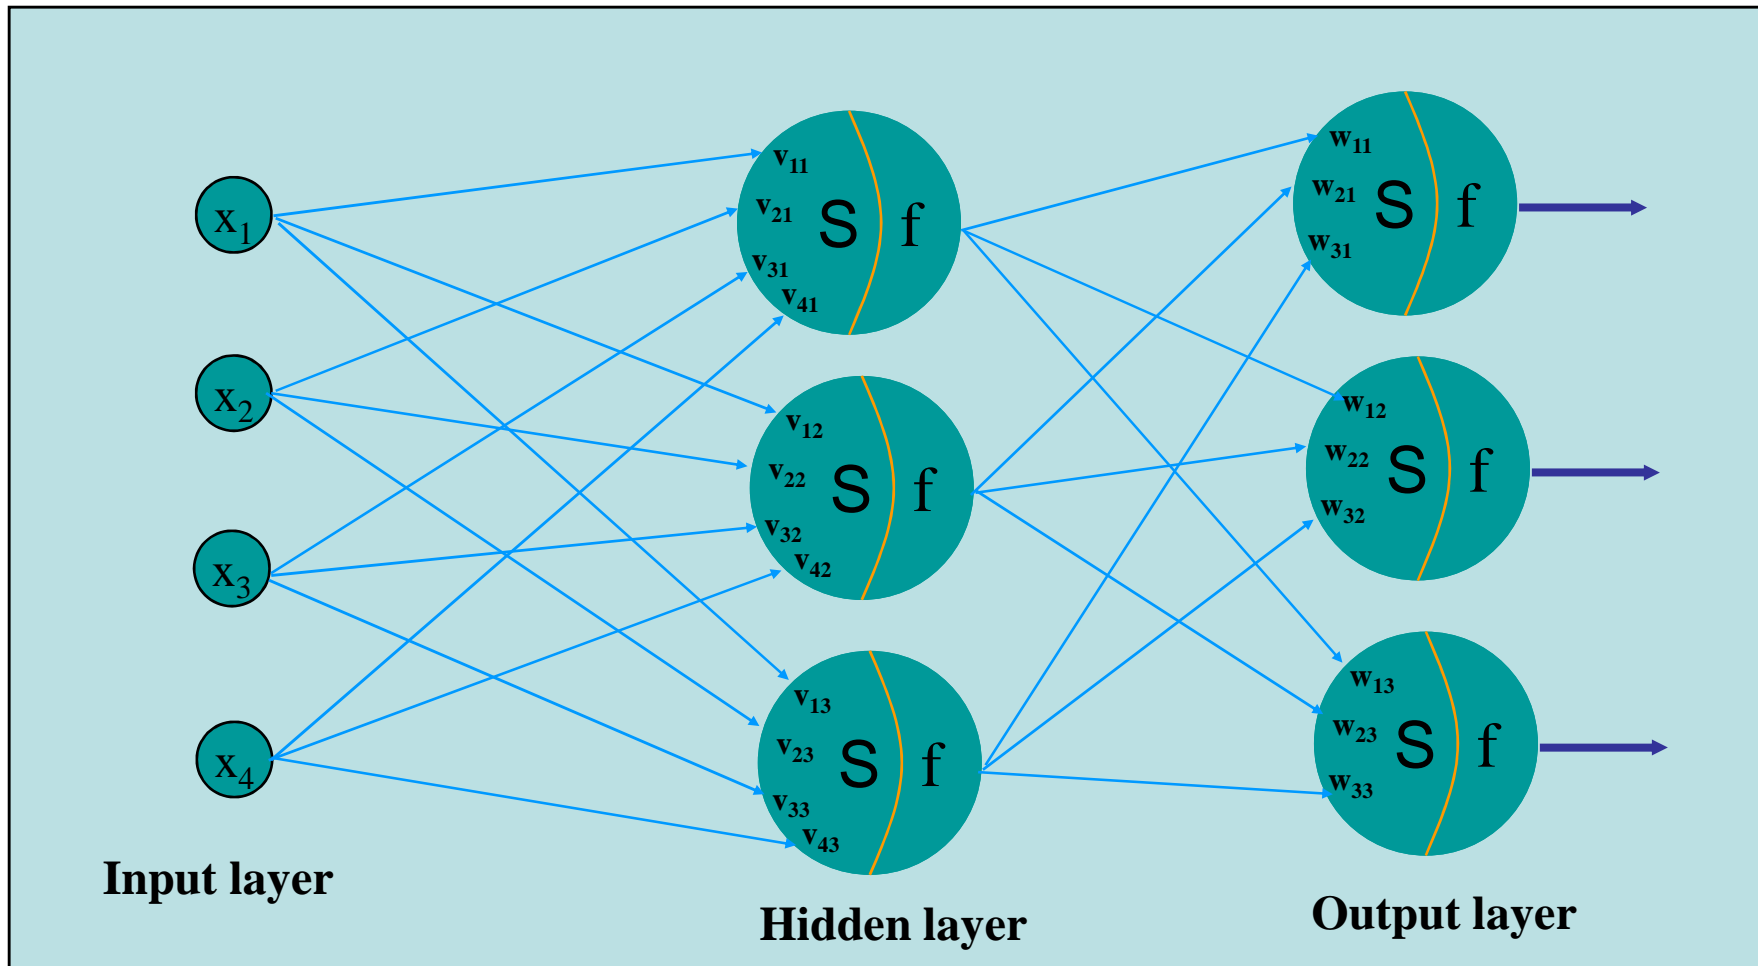 x1
x2
x3
x4
Input layer
v11
v21
v31
v41
S f
v12
v22
v32
v42
S f
v13
v23
v33
v43
S f
Hidden layer
w11
w21
w31
S f
w12
w22
w32
S f
w13
w23
w33
S f
Output layer